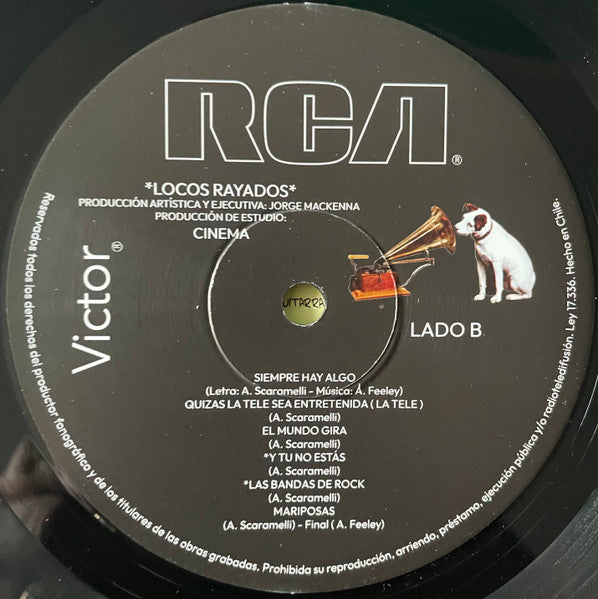 RCA®
*LOCOS RAYADOS*
PRODUCCIÓN ARTÍSTICA Y EJECUTIVA: JORGE MACKENNA
PRODUCCIÓN DE ESTUDIO:
CINEMA
Victor®
UITARRA
LADO B
SIEMPRE HAY ALGO
(Letra: A. Scaramelli - Música: A. Feeley)
QUIZAS LA TELE SEA ENTRETENIDA ( LA TELE )
(A. Scaramelli)
EL MUNDO GIRA
(A. Scaramelli)
*Y TU NO ESTÁS
(A. Scaramelli)
*LAS BANDAS DE ROCK
(A. Scaramelli)
MARIPOSAS
(A. Scaramelli) - Final ( A. Feeley)
Reservados todos los derechos del productor fonográfico y de los titulares de las obras grabadas. Prohibida su reproducción, arriendo, préstamo, ejecución pública y/o radioteledifusión. Ley 17.336. Hecho en Chile.